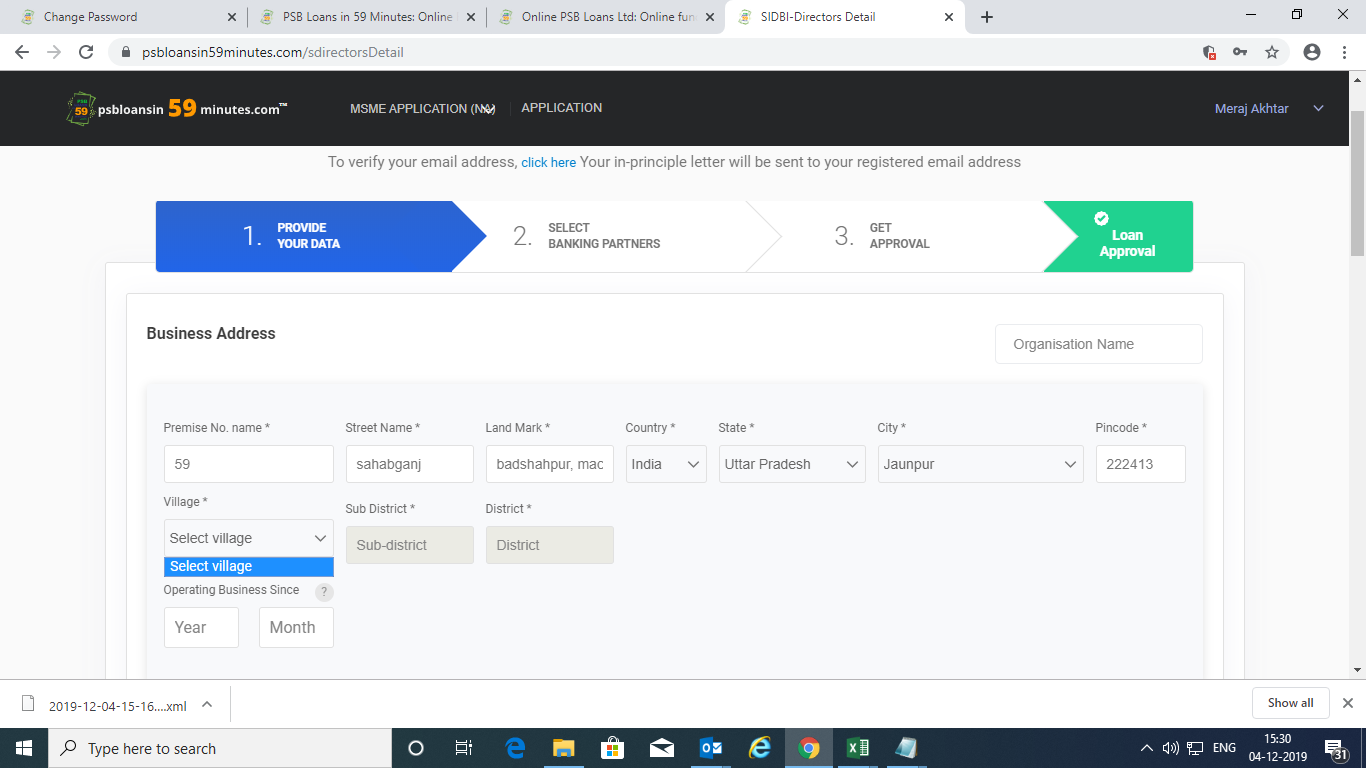 Change Password
PSB Loans in 59 Minutes: Online
Online PSB Loans Ltd: Online fun
SIDBI-Directors Detail
psbloansin59minutes.com/sdirectorsDetail
PSB 59 psbloansin 59 minutes.com™
MSME APPLICATION (
APPLICATION
Meraj Akhtar
To verify your email address, click here Your in-principle letter will be sent to your registered email address
1. PROVIDE
YOUR DATA
2. SELECT
BANKING PARTNERS
3. GET
APPROVAL
Loan
Approval
Business Address
Organisation Name
Premise No. name * Street Name * Land Mark * Country * State * City * Pincode *
59 sahabganj badshahpur, mac India Uttar Pradesh Jaunpur 222413
Village * Sub District * District *
Select village Sub-district District
Select village
Operating Business Since ?
Year Month
2019-12-04-15-16....xml
Show all
Type here to search
ENG
15:30
04-12-2019
31